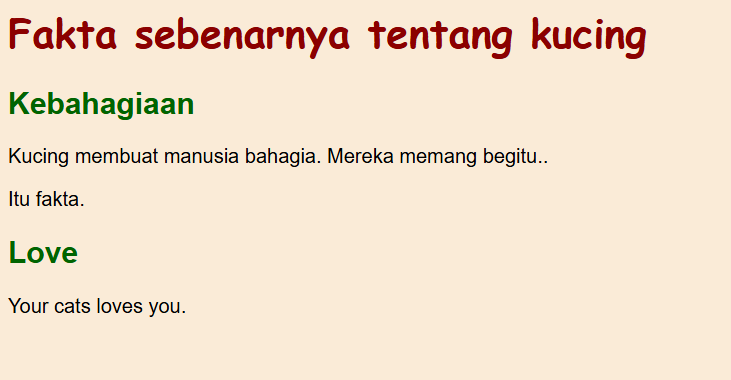 Fakta sebenarnya tentang kucing
Kebahagiaan
Kucing membuat manusia bahagia. Mereka memang begitu..
Itu fakta.
Love
Your cats loves you.